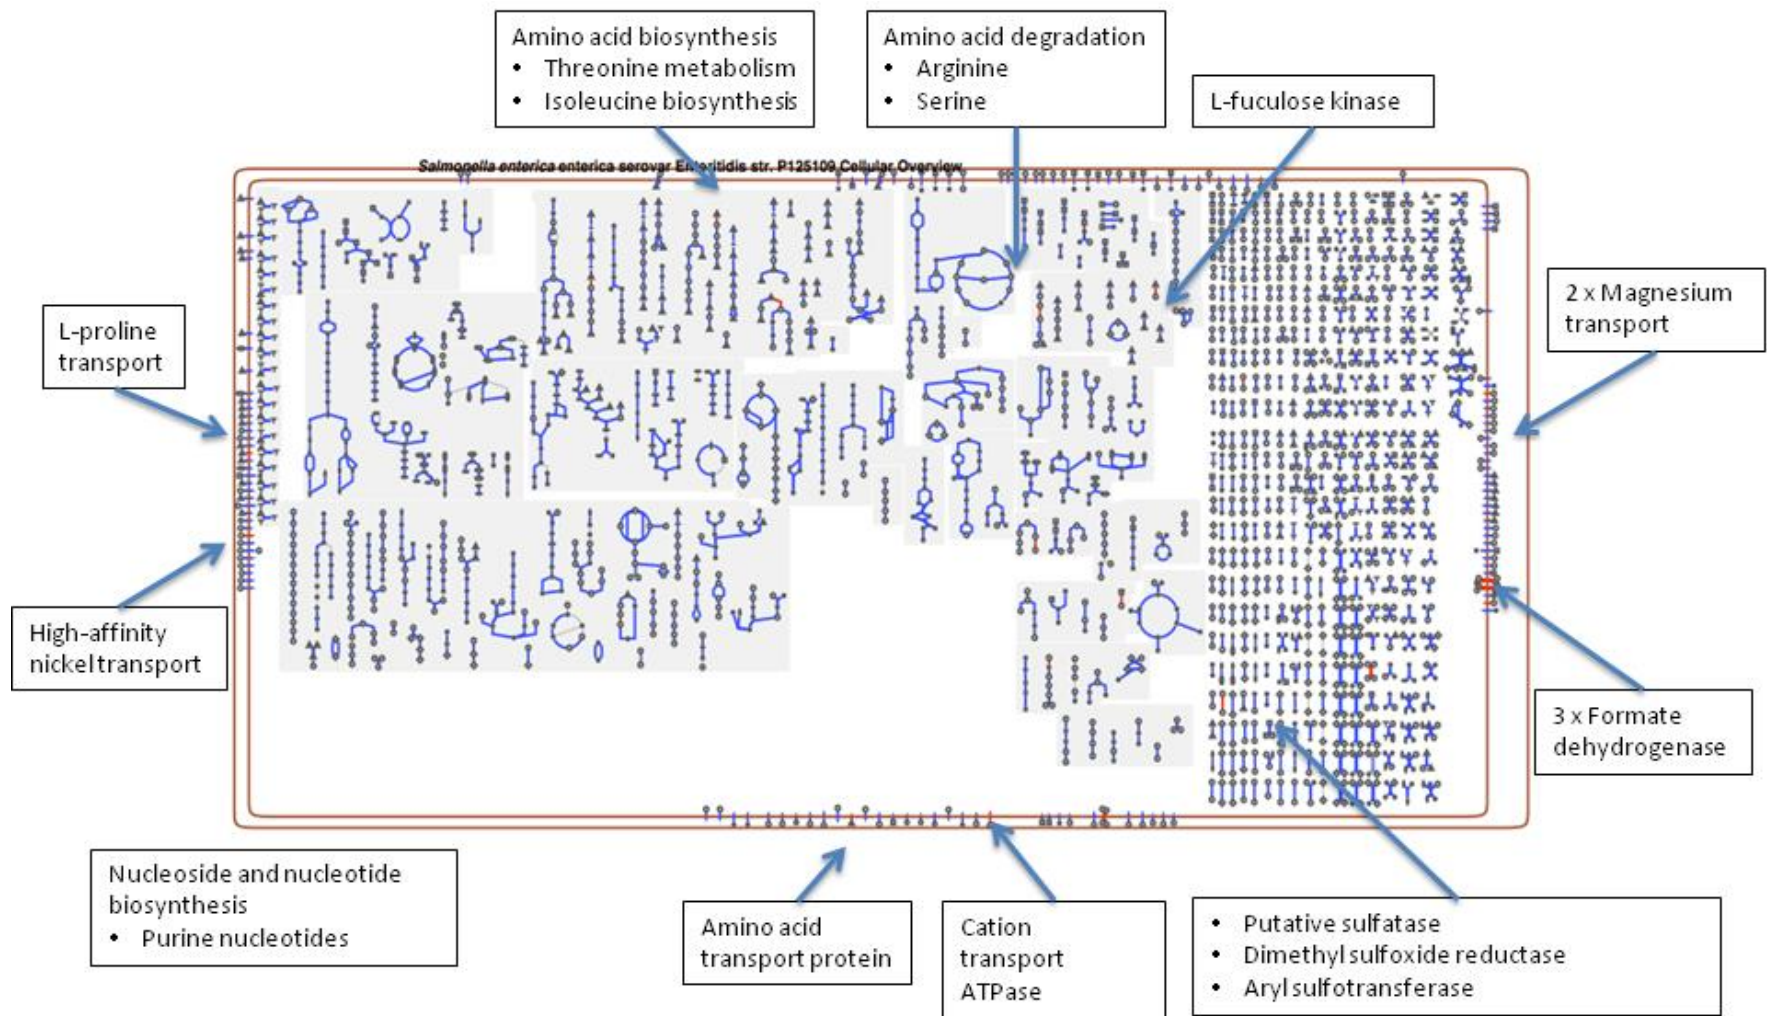 Amino acid biosynthesis
• Threonine metabolism
• Isoleucine biosynthesis
Amino acid degradation
• Arginine
• Serine
L-fuculose kinase
Salmonella enterica enterica serovar Enteritidis str. P125109 Cellular Overview
L-proline
transport
2 x Magnesium
transport
High-affinity
nickel transport
3 x Formate
dehydrogenase
Nucleoside and nucleotide
biosynthesis
• Purine nucleotides
Amino acid
transport protein
Cation
transport
ATPase
• Putative sulfatase
• Dimethyl sulfoxide reductase
• Aryl sulfotransferase